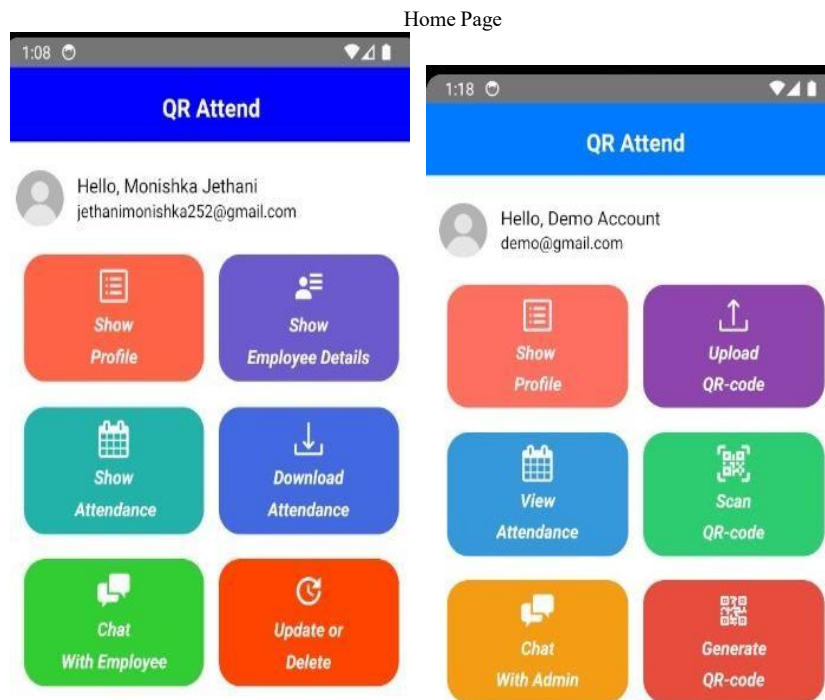 Home Page
1:08
QR Attend
Hello, Monishka Jethani
jethanimonishka252@gmail.com
Show
Profile
Show
Employee Details
Show
Attendance
Download
Attendance
Chat
With Employee
Update or
Delete
1:18
QR Attend
Hello, Demo Account
demo@gmail.com
Show
Profile
Upload
QR-code
View
Attendance
Scan
QR-code
Chat
With Admin
Generate
QR-code